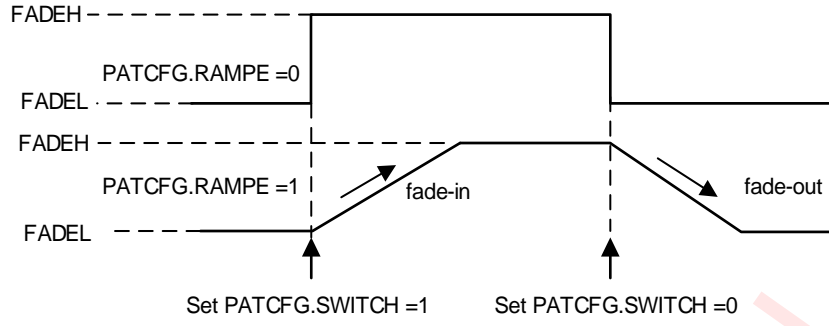 FADEH
PATCFG.RAMPE =0
FADEL
FADEH
PATCFG.RAMPE =1
fade-in
fade-out
FADEL
Set PATCFG.SWITCH =1
Set PATCFG.SWITCH =0